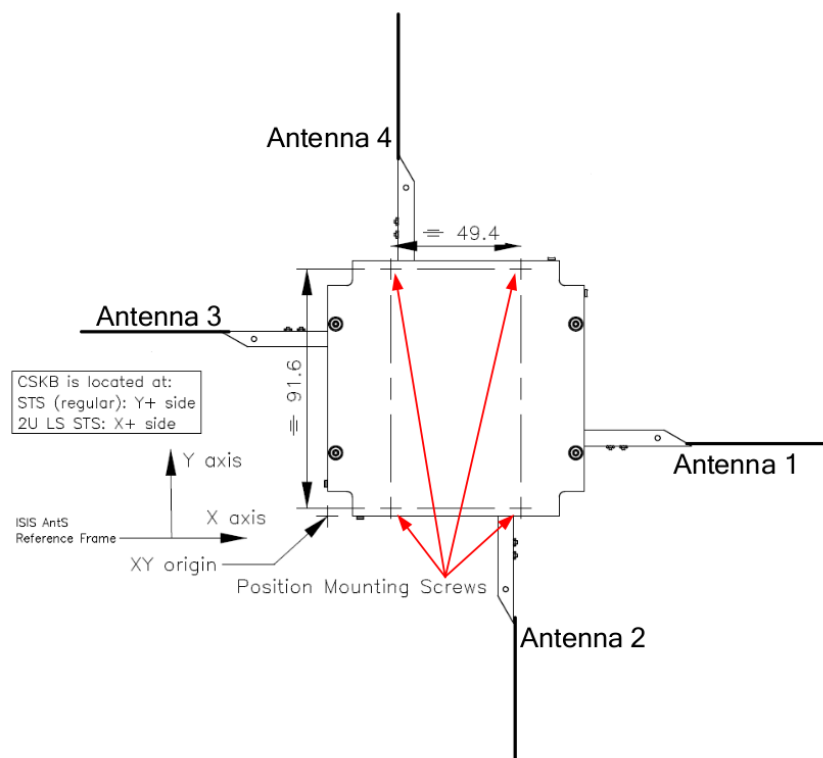 Antenna 4
= 49.4
Antenna 3
= 91.6
CSKB is located at:
STS (regular): Y+ side
2U LS STS: X+ side
Antenna 1
Y axis
X axis
ISIS AntS
Reference Frame
XY origin
Position Mounting Screws
Antenna 2